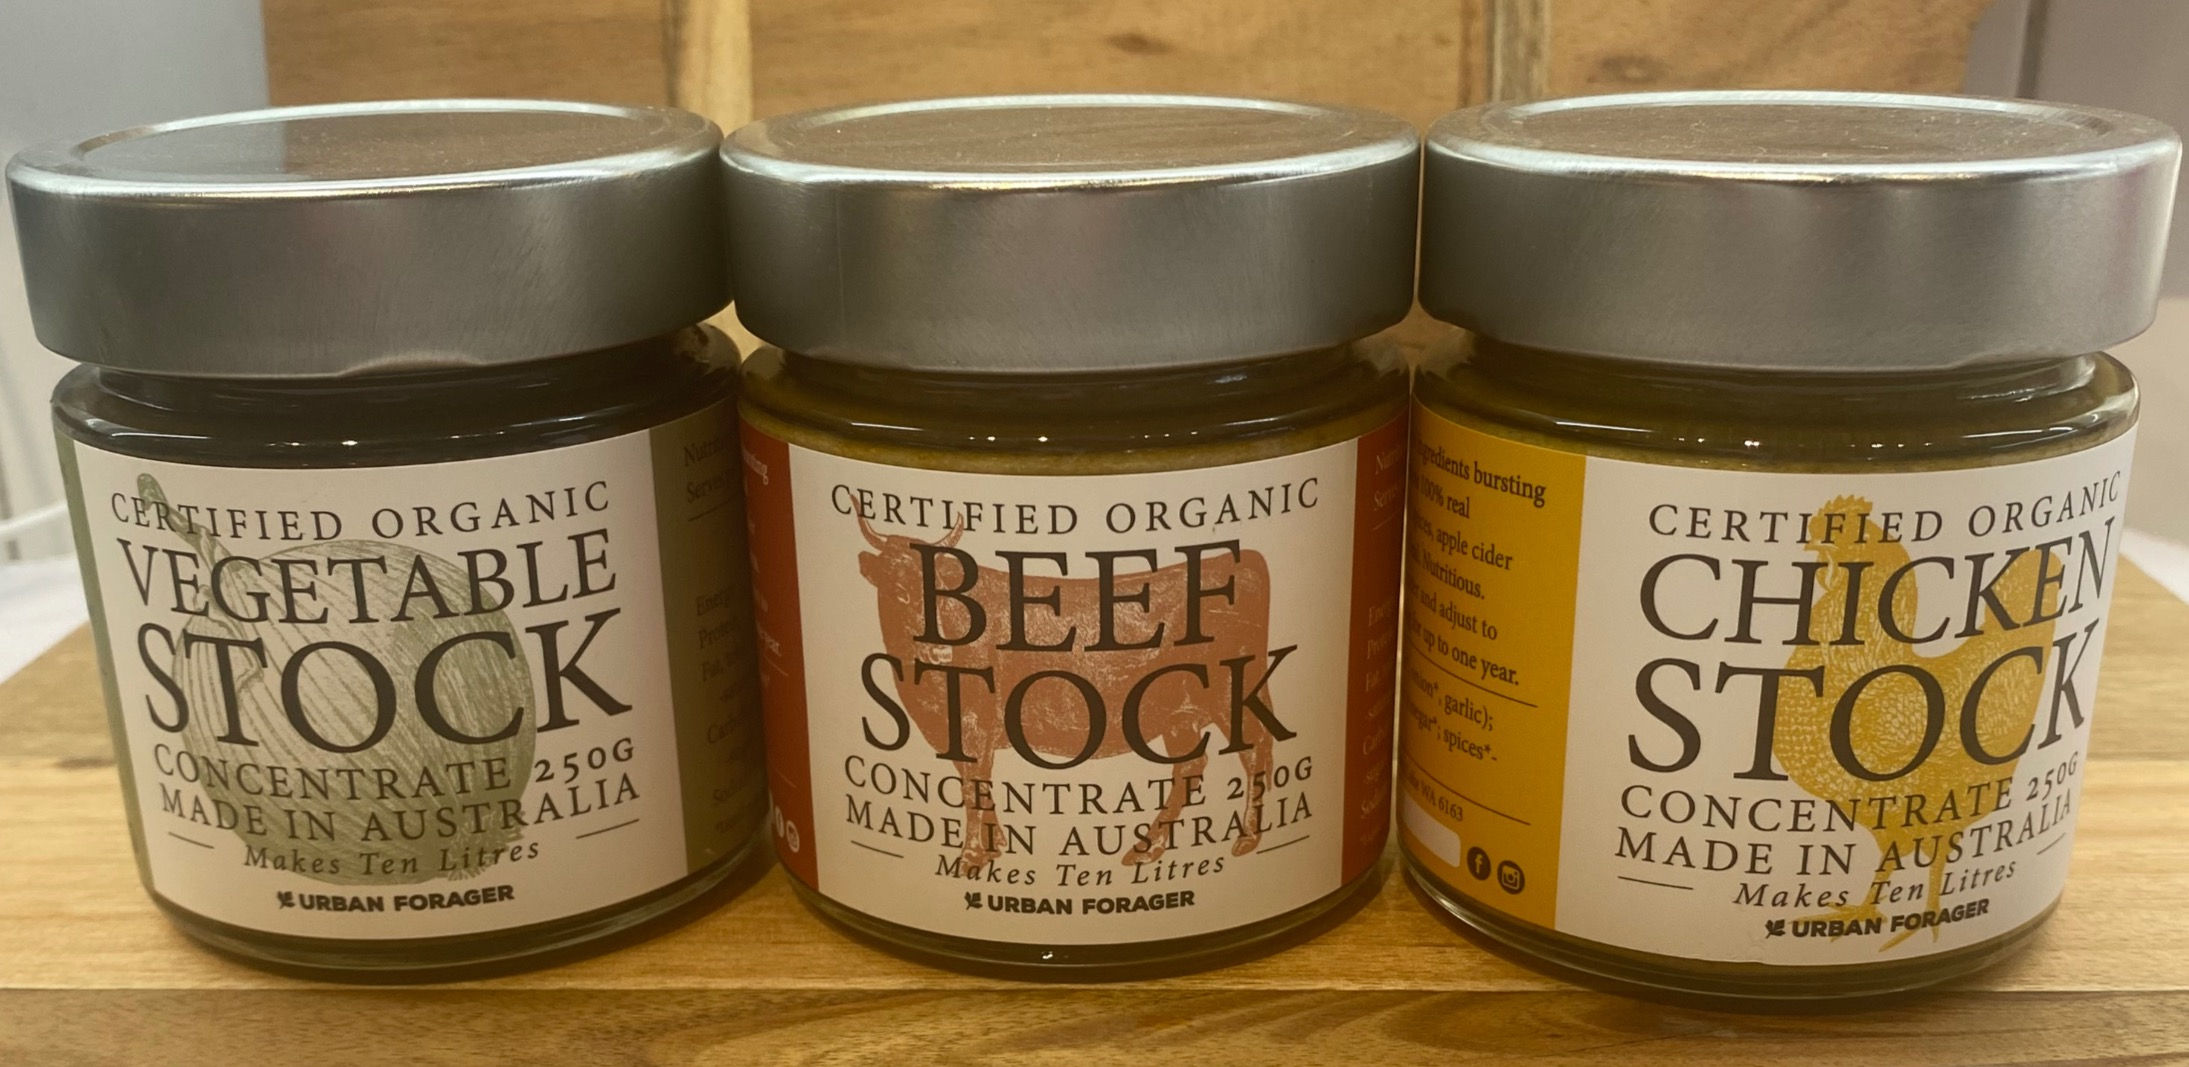 CERTIFIED ORGANIC
VEGETABLE
STOCK
CONCENTRATE 250G
MADE IN AUSTRALIA
Makes Ten Litres
URBAN FORAGER
CERTIFIED ORGANIC
BEEF
STOCK
CONCENTRATE 250G
MADE IN AUSTRALIA
Makes Ten Litres
URBAN FORAGER
bursting
100% real
apple cider
Nutritious.
and adjust to
up to one year.
garlic);
spices*-
WA 6163
CERTIFIED ORGANIC
CHICKEN
STOCK
CONCENTRATE 250G
MADE IN AUSTRALIA
Makes Ten Litres
URBAN FORAGER